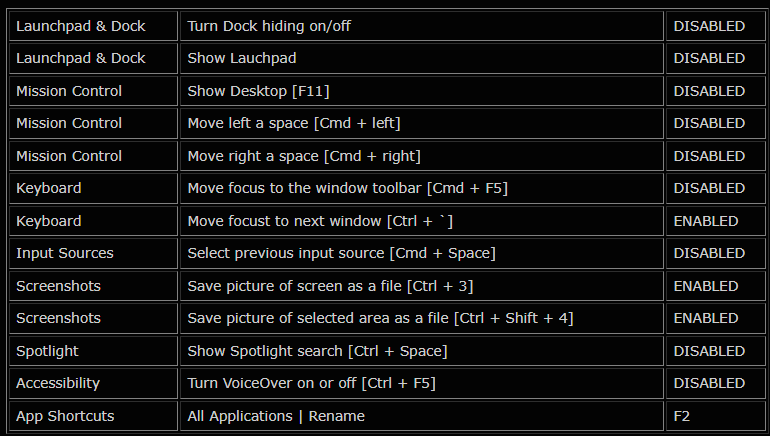 Launchpad & Dock Turn Dock hiding on/off DISABLED
Launchpad & Dock Show Lauchpad DISABLED
Mission Control Show Desktop [F11] DISABLED
Mission Control Move left a space [Cmd + left] DISABLED
Mission Control Move right a space [Cmd + right] DISABLED
Keyboard Move focus to the window toolbar [Cmd + F5] DISABLED
Keyboard Move focust to next window [Ctrl + `] ENABLED
Input Sources Select previous input source [Cmd + Space] DISABLED
Screenshots Save picture of screen as a file [Ctrl + 3] ENABLED
Screenshots Save picture of selected area as a file [Ctrl + Shift + 4] ENABLED
Spotlight Show Spotlight search [Ctrl + Space] DISABLED
Accessibility Turn VoiceOver on or off [Ctrl + F5] DISABLED
App Shortcuts All Applications | Rename F2